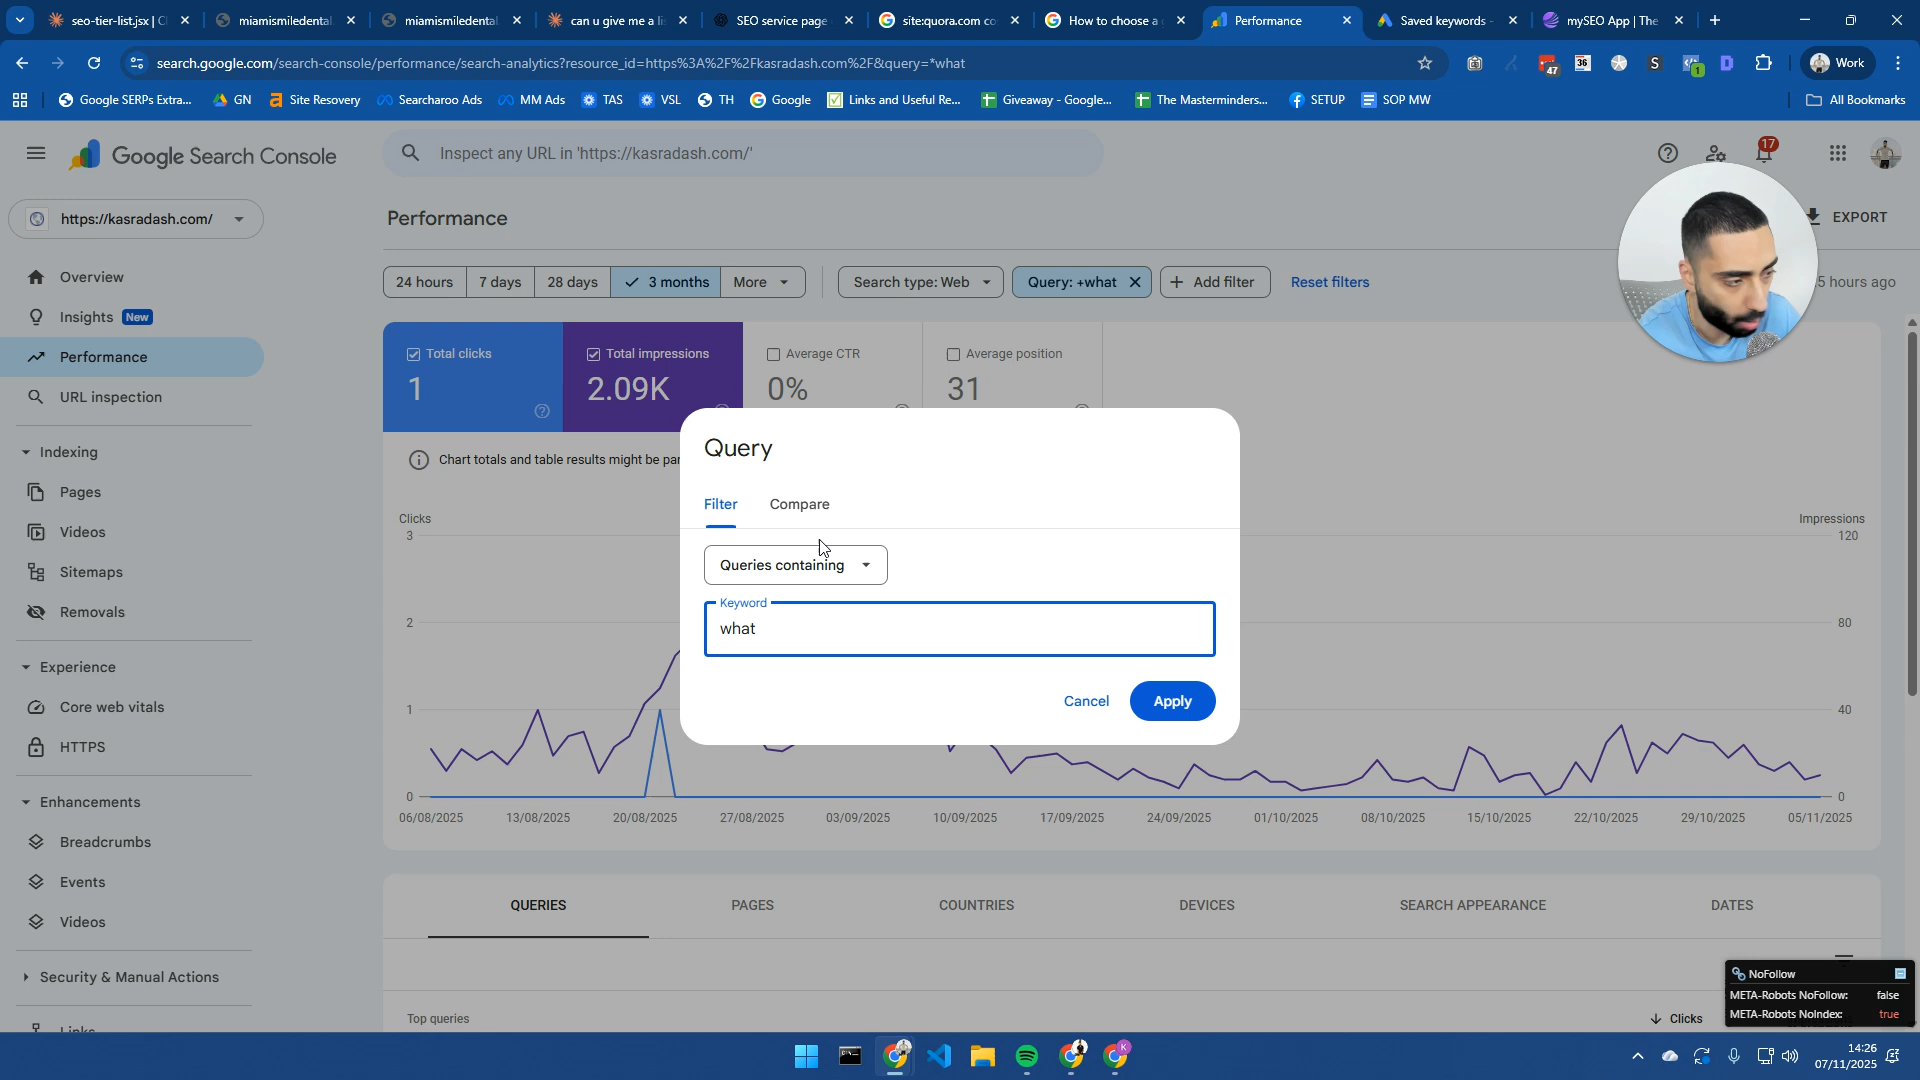 seo-tier-list.jsx | C
miamismiledental
miamismiledental
can u give me a li
SEO service page
site:quora.com co
How to choose a
Performance
Saved keywords -
mySEO App | The
search.google.com/search-console/performance/search-analytics?resource_id=https%3A%2F%2Fkasradash.com%2F&query=*what
47
36
S
1
D
Work
Google SERPs Extra...
GN
Site Recovery
Searcharoo Ads
MM Ads
TAS
VSL
TH
Google
Links and Useful Re...
Giveaway - Google...
The Masterminders...
SETUP
SOP MW
All Bookmarks
Google Search Console
Inspect any URL in 'https://kasradash.com/'
17
https://kasradash.com/
Performance
EXPORT
Overview
Insights New
Performance
URL inspection
Indexing
Pages
Videos
Sitemaps
Removals
Experience
Core web vitals
HTTPS
Enhancements
Breadcrumbs
Events
Videos
Security & Manual Actions
Links
24 hours
7 days
28 days
3 months
More
Search type: Web
Query: +what
Add filter
Reset filters
5 hours ago
Total clicks
1
Total impressions
2.09K
Average CTR
0%
Average position
31
Chart totals and table results might be par
Clicks
Impressions
3
2
1
0
120
80
40
0
06/08/2025
13/08/2025
20/08/2025
27/08/2025
03/09/2025
10/09/2025
17/09/2025
24/09/2025
01/10/2025
08/10/2025
15/10/2025
22/10/2025
29/10/2025
05/11/2025
Query
Filter
Compare
Queries containing
Keyword
what
Cancel
Apply
QUERIES
PAGES
COUNTRIES
DEVICES
SEARCH APPEARANCE
DATES
Top queries
Clicks
NoFollow
META-Robots NoFollow: false
META-Robots NoIndex: true
K
14:26
07/11/2025